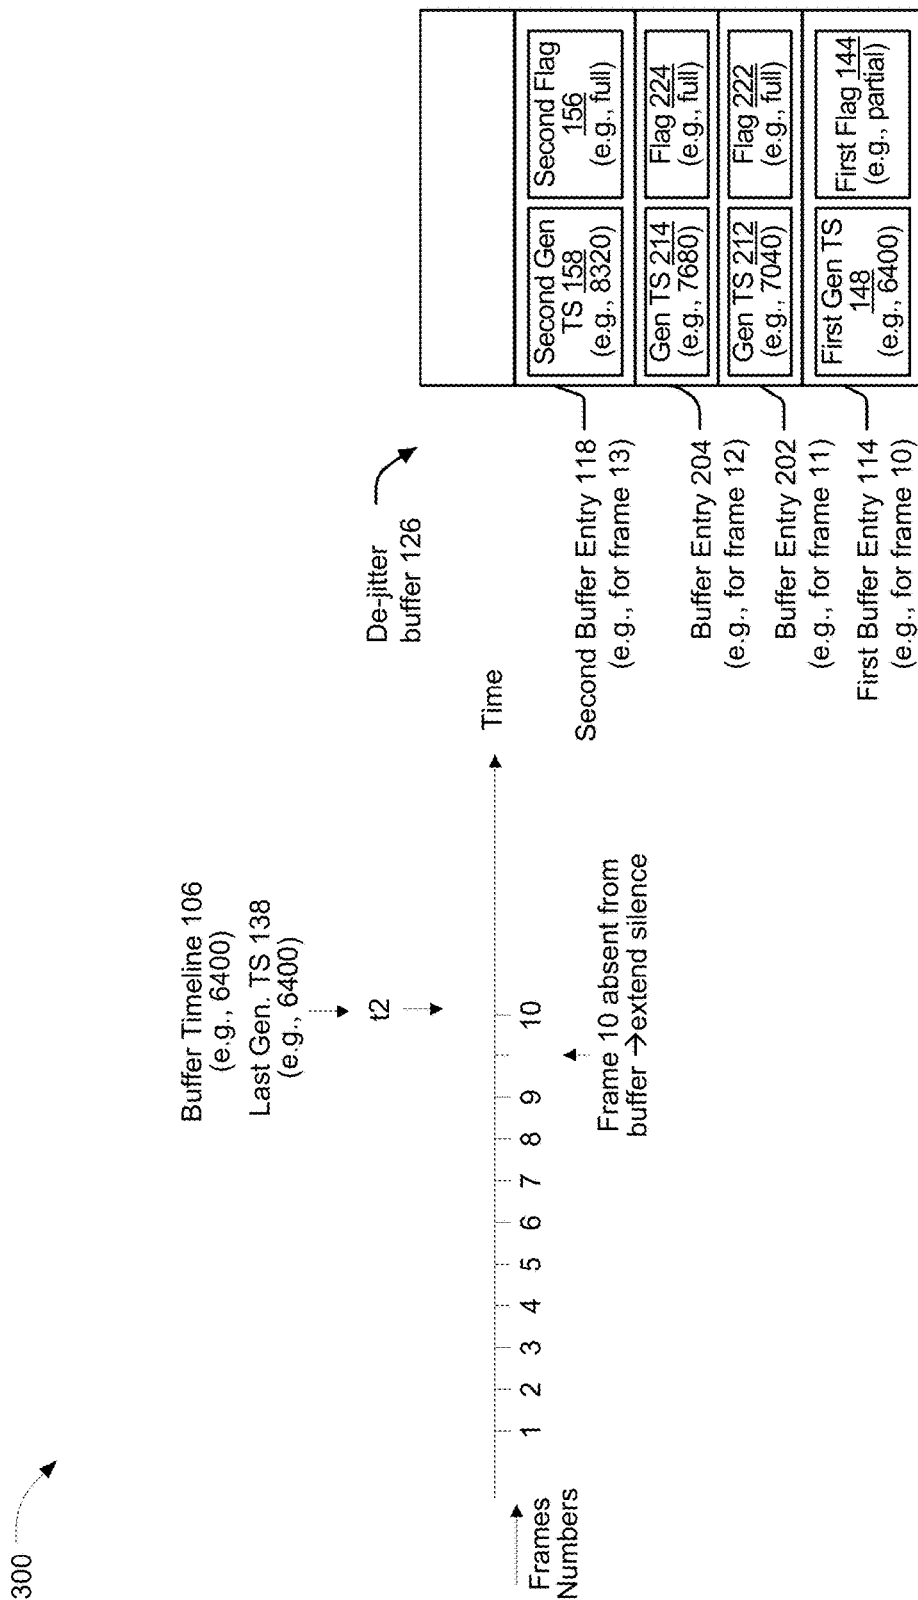 300
Buffer Timeline 106
(e.g., 6400)
Last Gen. TS 138
(e.g., 6400)
t2
Time
1 2 3 4 5 6 7 8 9 10
Frames
Numbers
Frame 10 absent from
buffer →extend silence
De-jitter
buffer 126
Second Buffer Entry 118
(e.g., for frame 13)
Buffer Entry 204
(e.g., for frame 12)
Buffer Entry 202
(e.g., for frame 11)
First Buffer Entry 114
(e.g., for frame 10)
Second Gen
TS 158
(e.g., 8320)
Second Flag
156
(e.g., full)
Gen TS 214
(e.g., 7680)
Flag 224
(e.g., full)
Gen TS 212
(e.g., 7040)
Flag 222
(e.g., full)
First Gen TS
148
(e.g., 6400)
First Flag 144
(e.g., partial)